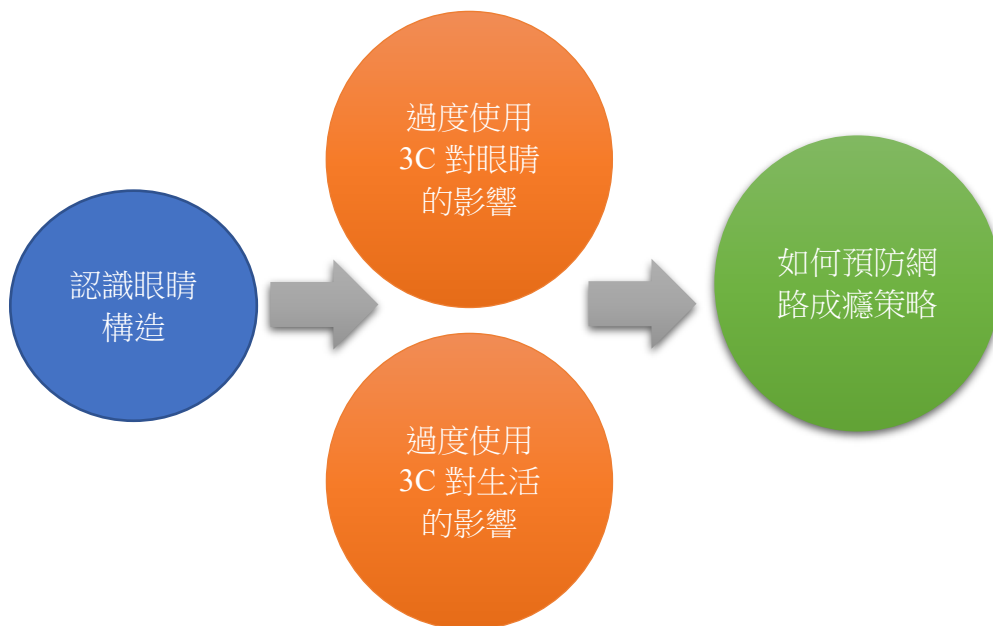 認識眼睛
構造
過度使用
3C 對眼睛
的影響
過度使用
3C 對生活
的影響
如何預防網
路成癮策略